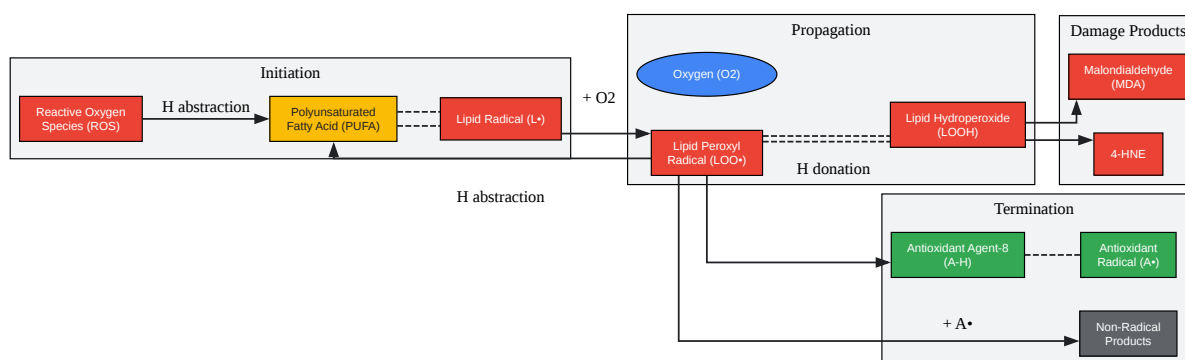 Propagation
Damage Products
Initiation
Oxygen (O2)
Malondialdehyde
(MDA)
Reactive Oxygen
Species (ROS)
H abstraction
Polyunsaturated
Fatty Acid (PUFA)
Lipid Radical (L•)
+ O2
Lipid Peroxyl
Radical (LOO•)
Lipid Hydroperoxide
(LOOH)
4-HNE
H donation
H abstraction
Termination
Antioxidant Agent-8
(A-H)
Antioxidant
Radical (A•)
+ A•
Non-Radical
Products